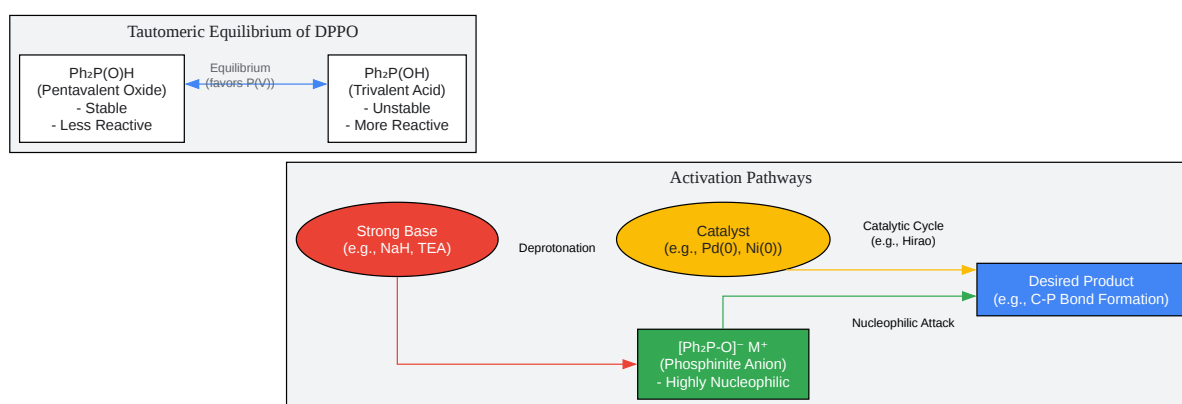 Tautomeric Equilibrium of DPPO
Ph₂P(O)H
(Pentavalent Oxide)
- Stable
- Less Reactive
Equilibrium
(favors P(V))
Ph₂P(OH)
(Trivalent Acid)
- Unstable
- More Reactive
Activation Pathways
Strong Base
(e.g., NaH, TEA)
Deprotonation
Catalyst
(e.g., Pd(0), Ni(0))
Catalytic Cycle
(e.g., Hirao)
Desired Product
(e.g., C-P Bond Formation)
Nucleophilic Attack
[Ph₂P-O]⁻ M⁺
(Phosphinite Anion)
- Highly Nucleophilic